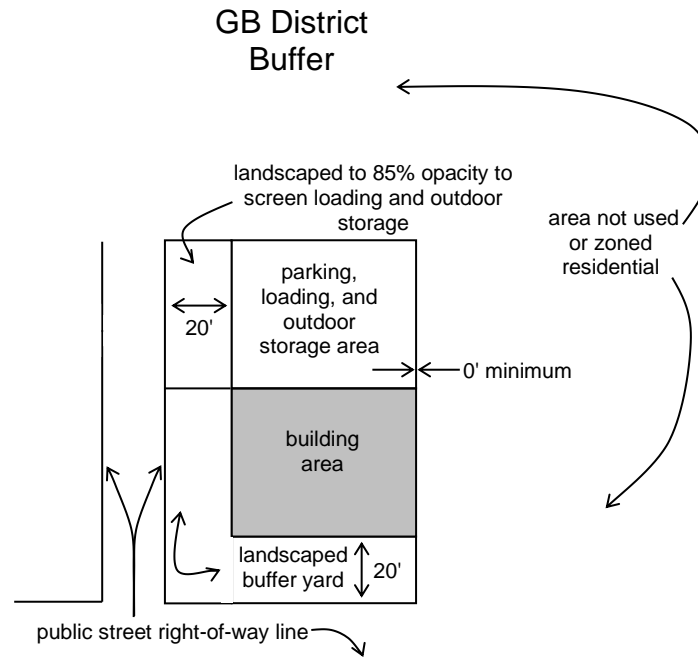 GB District
Buffer
landscaped to 85% opacity to
screen loading and outdoor
storage
area not used
or zoned
residential
parking,
loading, and
outdoor
storage area
20'
0' minimum
building
area
landscaped
buffer yard
20'
public street right-of-way line